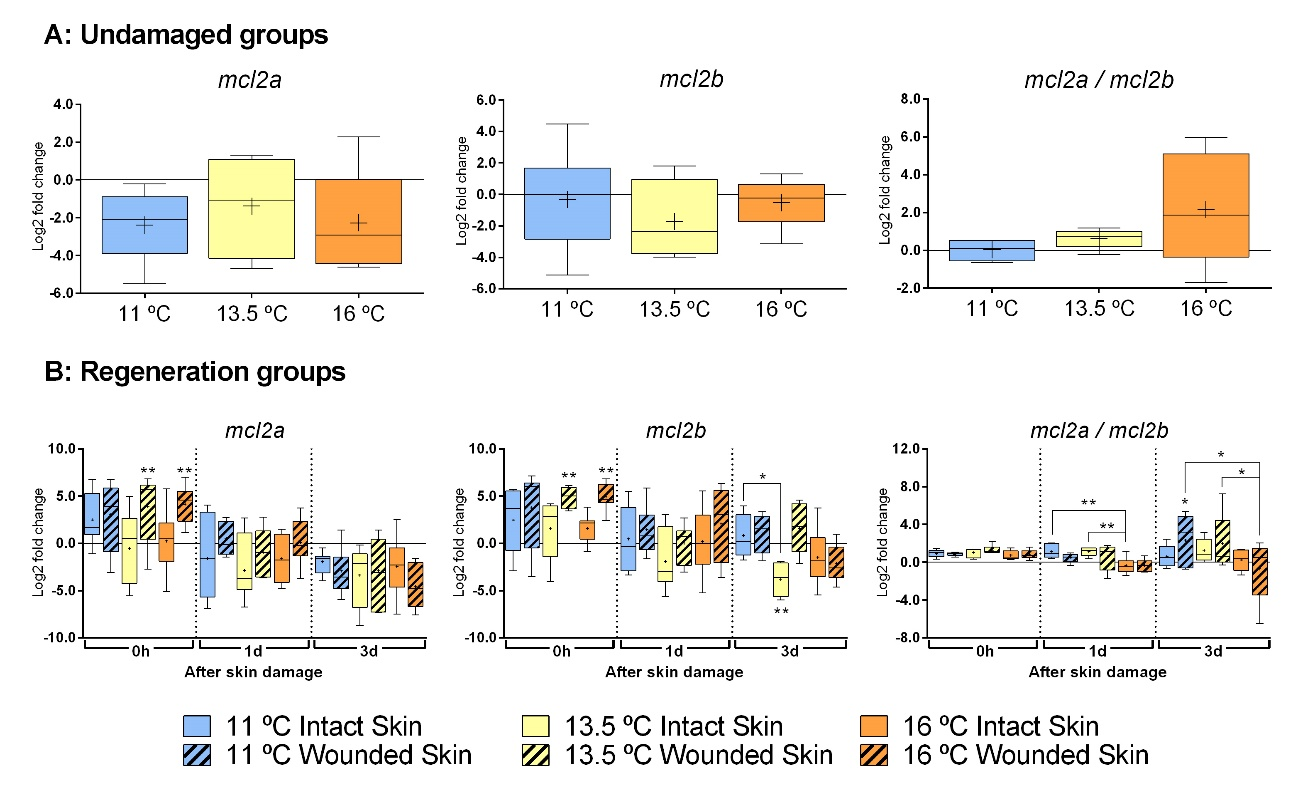 A: Undamaged groups
mcl2a
mcl2b
mcl2a / mcl2b
Log2 fold change
4.0
2.0
0.0
-2.0
-4.0
-6.0
11 ºC 13.5 ºC 16 ºC
Log2 fold change
6.0
4.0
2.0
0.0
-2.0
-4.0
-6.0
11 ºC 13.5 ºC 16 ºC
Log2 fold change
8.0
6.0
4.0
2.0
0.0
-2.0
11 ºC 13.5 ºC 16 ºC
B: Regeneration groups
mcl2a
mcl2b
mcl2a / mcl2b
Log2 fold change
10.0
5.0
0.0
-5.0
-10.0
** **
0h 1d 3d
After skin damage
Log2 fold change
10.0
5.0
0.0
-5.0
-10.0
** **
*
**
0h 1d 3d
After skin damage
Log2 fold change
12.0
8.0
4.0
0.0
-4.0
-8.0
**
**
*
*
*
0h 1d 3d
After skin damage
11 ºC Intact Skin
13.5 ºC Intact Skin
16 ºC Intact Skin
11 ºC Wounded Skin
13.5 ºC Wounded Skin
16 ºC Wounded Skin